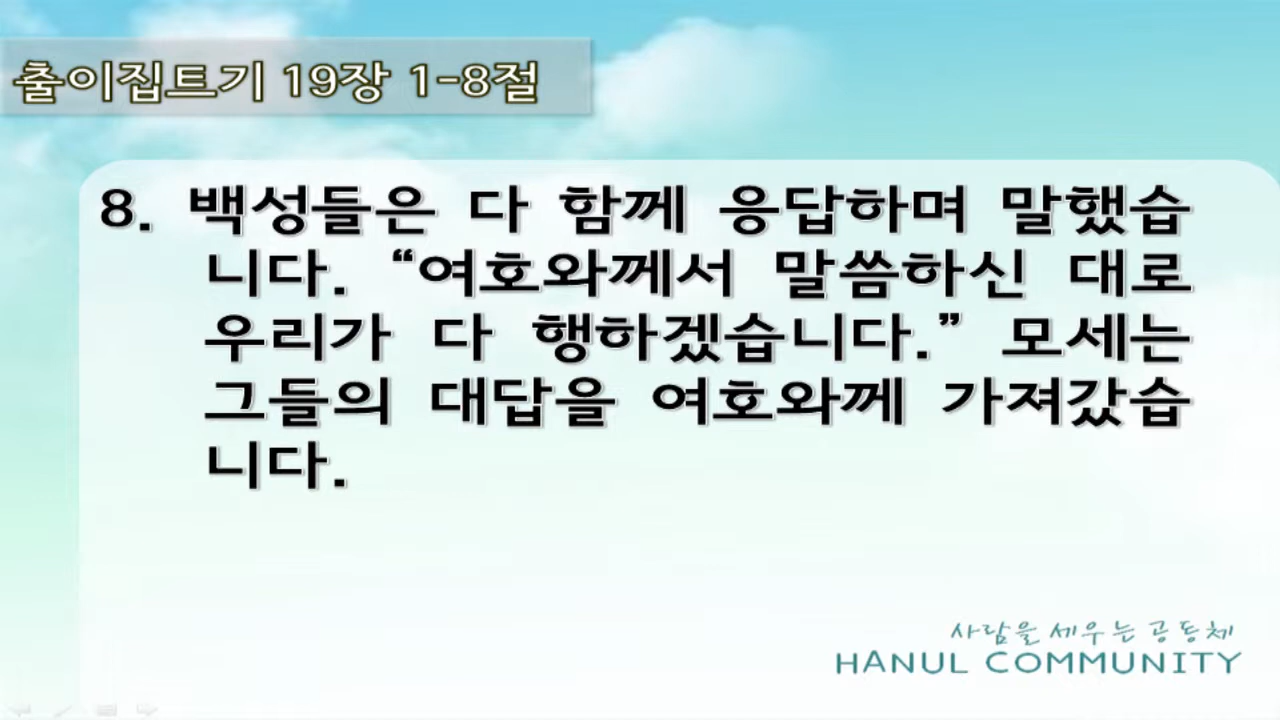 출이집트기 19장 1-8절
8. 백성들은 다 함께 응답하며 말했습
니다. “여호와께서 말씀하신 대로
우리가 다 행하겠습니다.” 모세는
그들의 대답을 여호와께 가져갔습
니다.
사람을 세우는 공동체
HANUL COMMUNITY